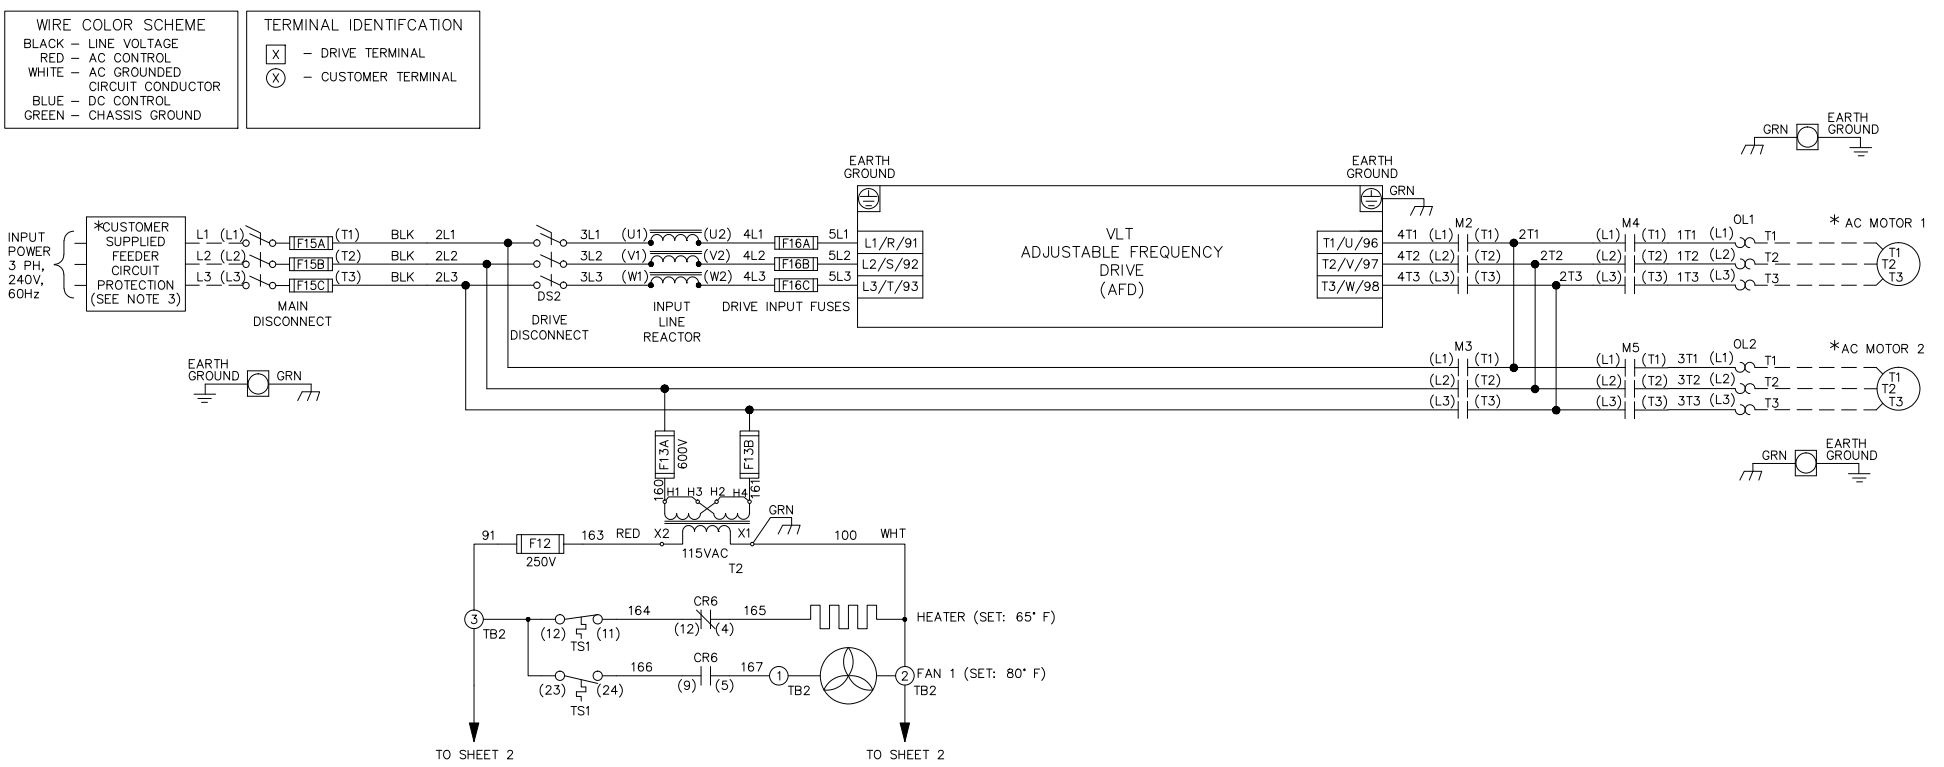 WIRE COLOR SCHEME
BLACK – LINE VOLTAGE
RED – AC CONTROL
WHITE – AC GROUNDED
CIRCUIT CONDUCTOR
BLUE – DC CONTROL
GREEN – CHASSIS GROUND
TERMINAL IDENTIFCATION
X – DRIVE TERMINAL
X – CUSTOMER TERMINAL
GRN
EARTH
GROUND
INPUT
POWER
3 PH,
240V,
60Hz
*CUSTOMER
SUPPLIED
FEEDER
CIRCUIT
PROTECTION
(SEE NOTE 3)
L1 (L1) F15A (T1) BLK 2L1
L2 (L2) F15B (T2) BLK 2L2
L3 (L3) F15C (T3) BLK 2L3
MAIN
DISCONNECT
3L1 (U1) (U2) 4L1 F16A 5L1
3L2 (V1) (V2) 4L2 F16B 5L2
3L3 (W1) (W2) 4L3 F16C 5L3
DS2
DRIVE
DISCONNECT
INPUT
LINE
REACTOR
DRIVE INPUT FUSES
EARTH
GROUND
L1/R/91
L2/S/92
L3/T/93
VLT
ADJUSTABLE FREQUENCY
DRIVE
(AFD)
EARTH
GROUND
GRN
T1/U/96
T2/V/97
T3/W/98
M2
M4
OL1
4T1 (L1) (T1) 2T1 (L1) (T1) 1T1 (L1) T1
4T2 (L2) (T2) 2T2 (L2) (T2) 1T2 (L2) T2
4T3 (L3) (T3) 2T3 (L3) (T3) 1T3 (L3) T3
* AC MOTOR 1
T1
T2
T3
M3
M5
OL2
(L1) (T1) (L1) (T1) 3T1 (L1) T1
(L2) (T2) (L2) (T2) 3T2 (L2) T2
(L3) (T3) (L3) (T3) 3T3 (L3) T3
*AC MOTOR 2
T1
T2
T3
EARTH
GROUND
GRN
GRN
EARTH
GROUND
F13A
600V
F13B
160
H1 H3 H2 H4
161
GRN
91
F12
250V
163 RED X2
X1
115VAC
T2
100 WHT
3
TB2
(12) (11)
TS1
164
CR6
(12) (4)
165
HEATER (SET: 65° F)
(23) (24)
TS1
166
CR6
(9) (5)
167
1
TB2
2
TB2
FAN 1 (SET: 80° F)
TO SHEET 2
TO SHEET 2